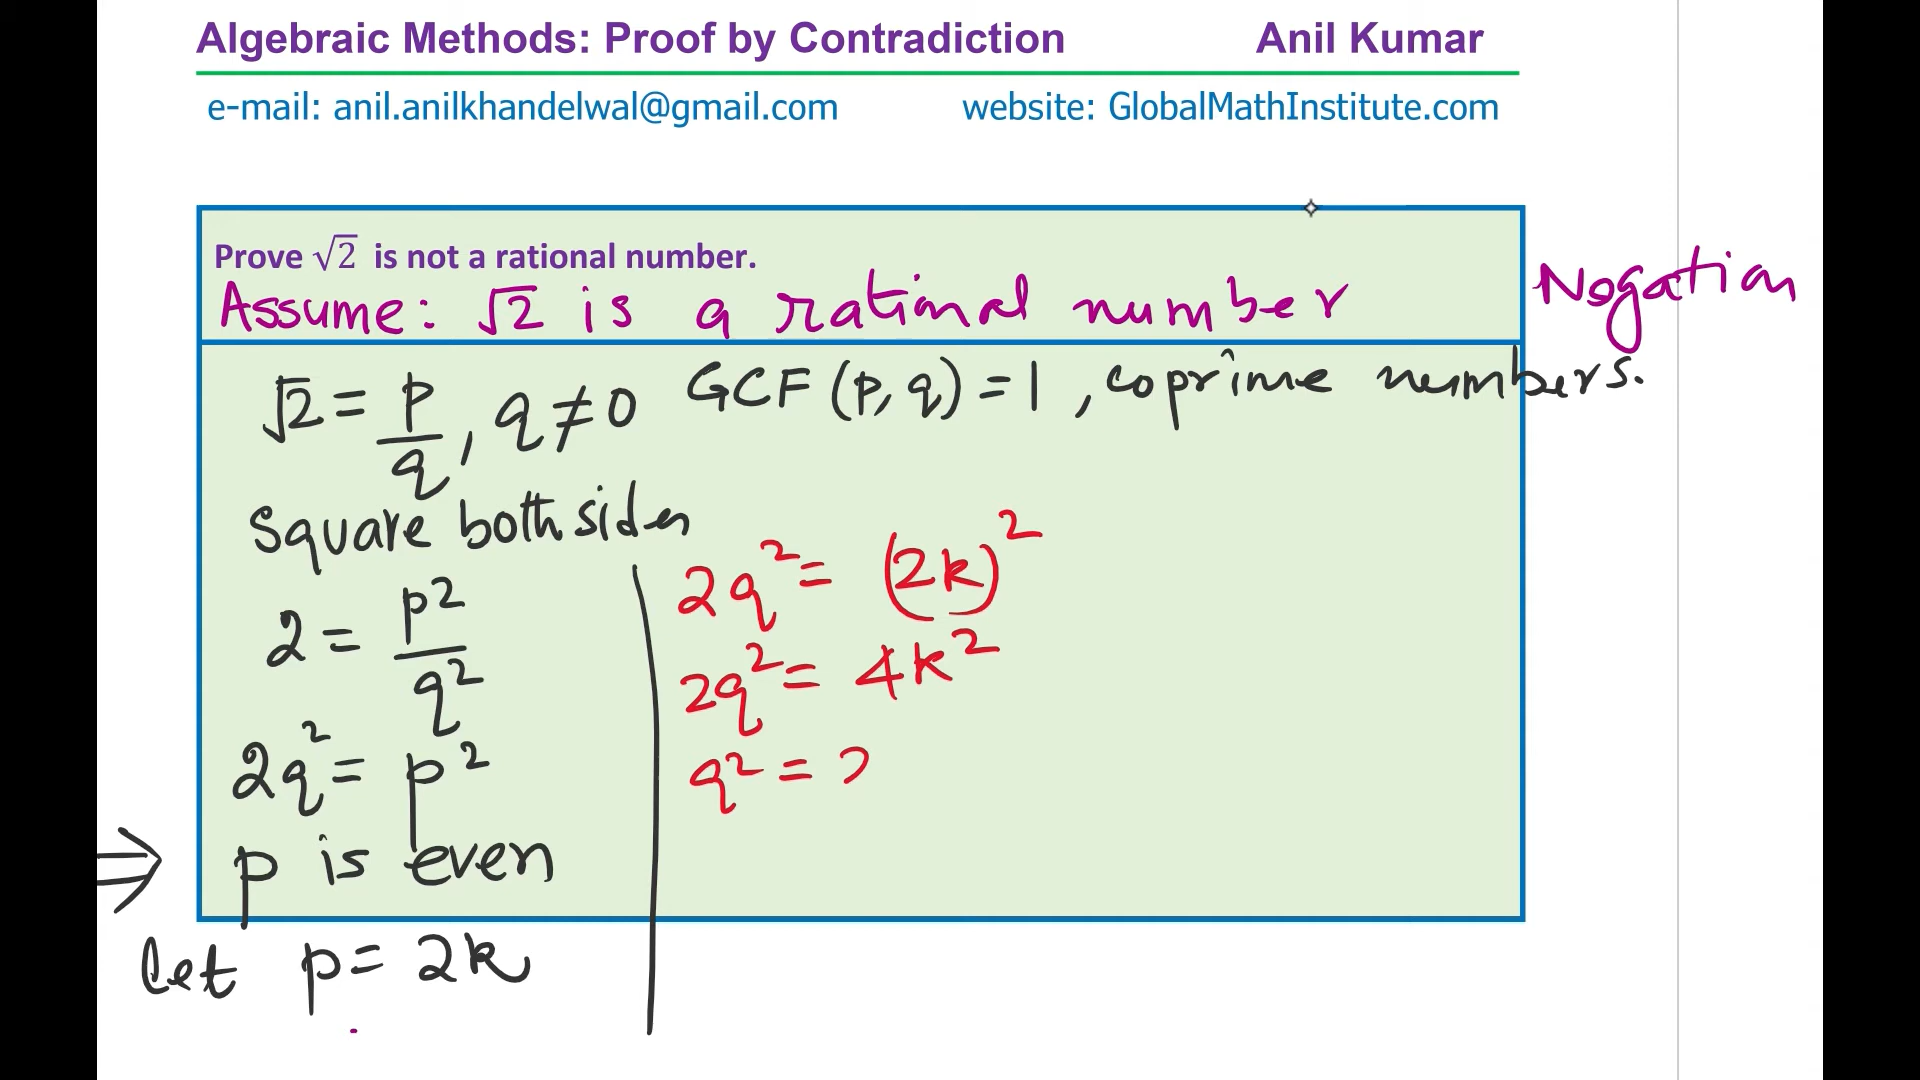 Algebraic Methods: Proof by Contradiction Anil Kumar
e-mail: anil.anilkhandelwal@gmail.com website: GlobalMathInstitute.com
Prove √2 is not a rational number.
Assume: √2 is a rational number Negation
√2 = p/q, q ≠ 0 GCF (p, q) = 1, coprime numbers.
Square both sides
2 = p²/q²
2q² = p²
⇒ p is even
let p = 2k
2q² = (2k)²
2q² = 4k²
q² = 2